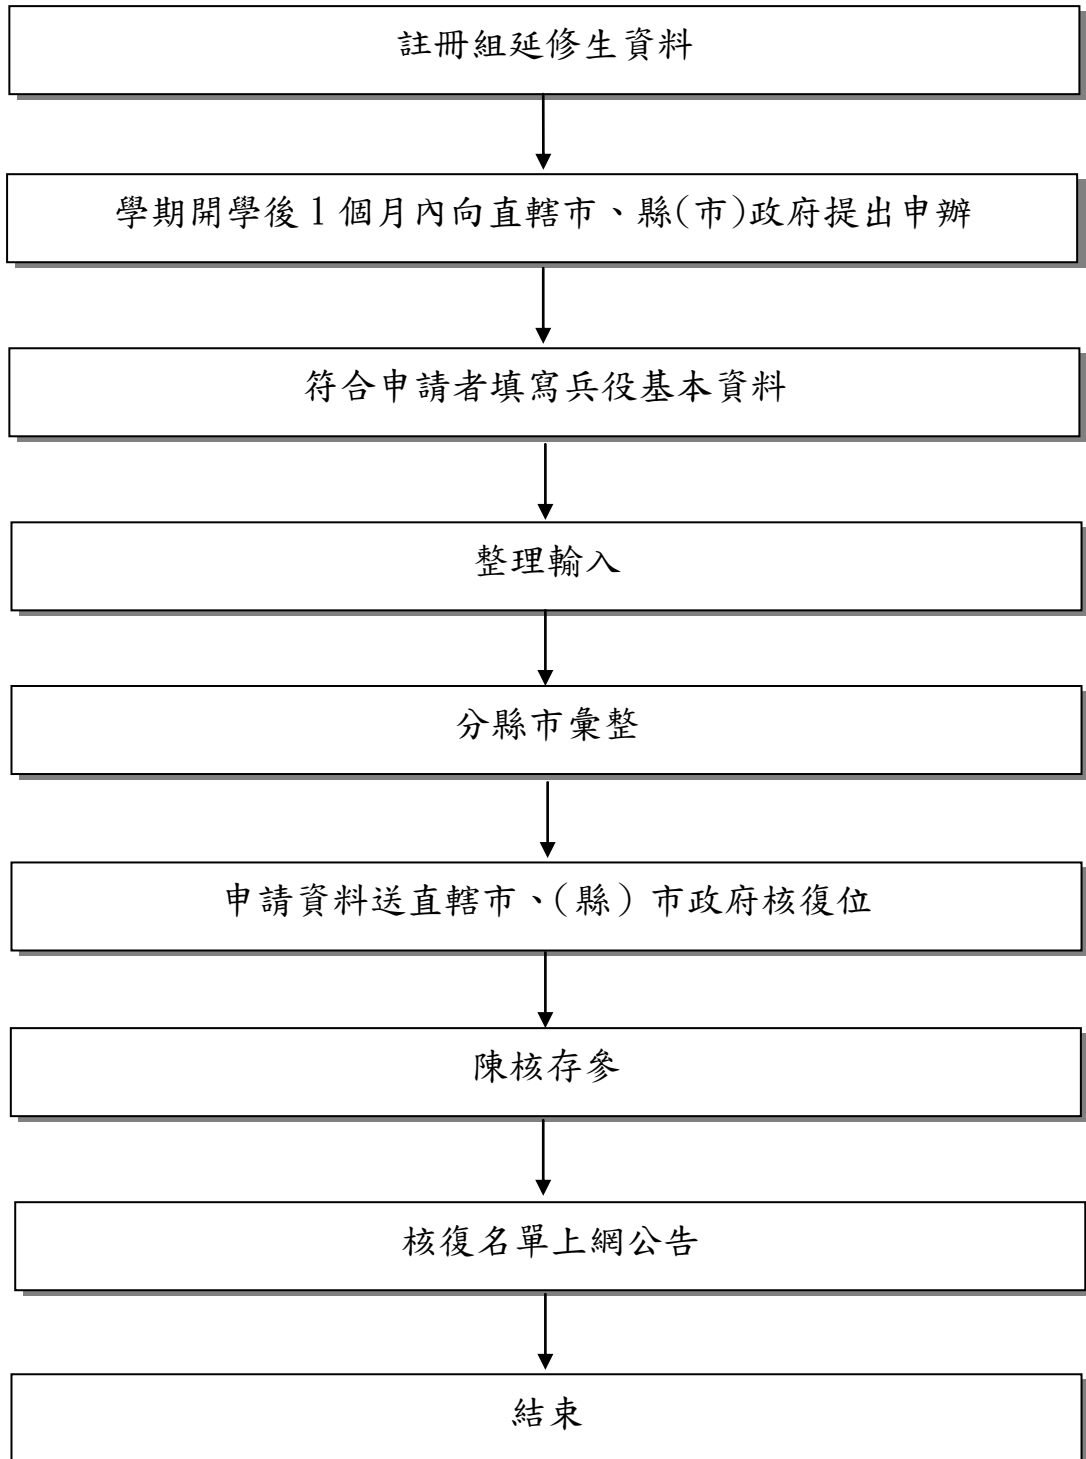 註冊組延修生資料
學期開學後 1 個月內向直轄市、縣(市)政府提出申辦
符合申請者填寫兵役基本資料
整理輸入
分縣市彙整
申請資料送直轄市、(縣) 市政府核復位
陳核存參
核復名單上網公告
結束